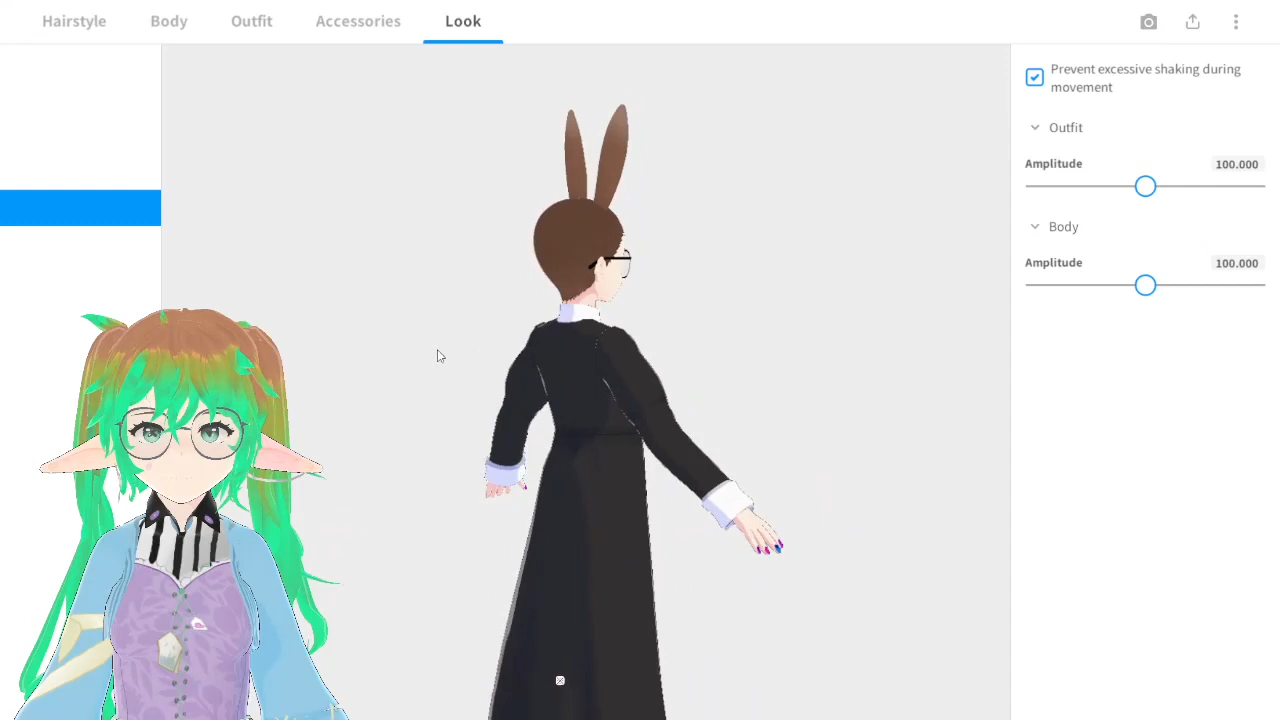 Hairstyle
Body
Outfit
Accessories
Look
Prevent excessive shaking during
movement
Outfit
Amplitude
100.000
Body
Amplitude
100.000